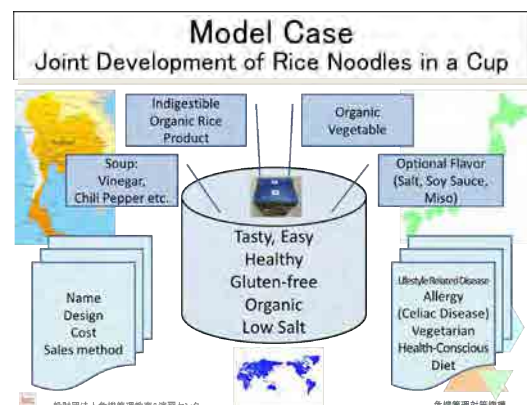 Model Case
Joint Development of Rice Noodles in a Cup
Indigestible
Organic Rice
Product
Organic
Vegetable
Soup:
Vinegar,
Chili Pepper etc.
Optional Flavor
(Salt, Soy Sauce,
Miso)
Tasty, Easy
Healthy
Gluten-free
Organic
Low Salt
Name
Design
Cost
Sales method
Lifestyle Related Disease
Allergy
(Celiac Disease)
Vegetarian
Health-Conscious
Diet